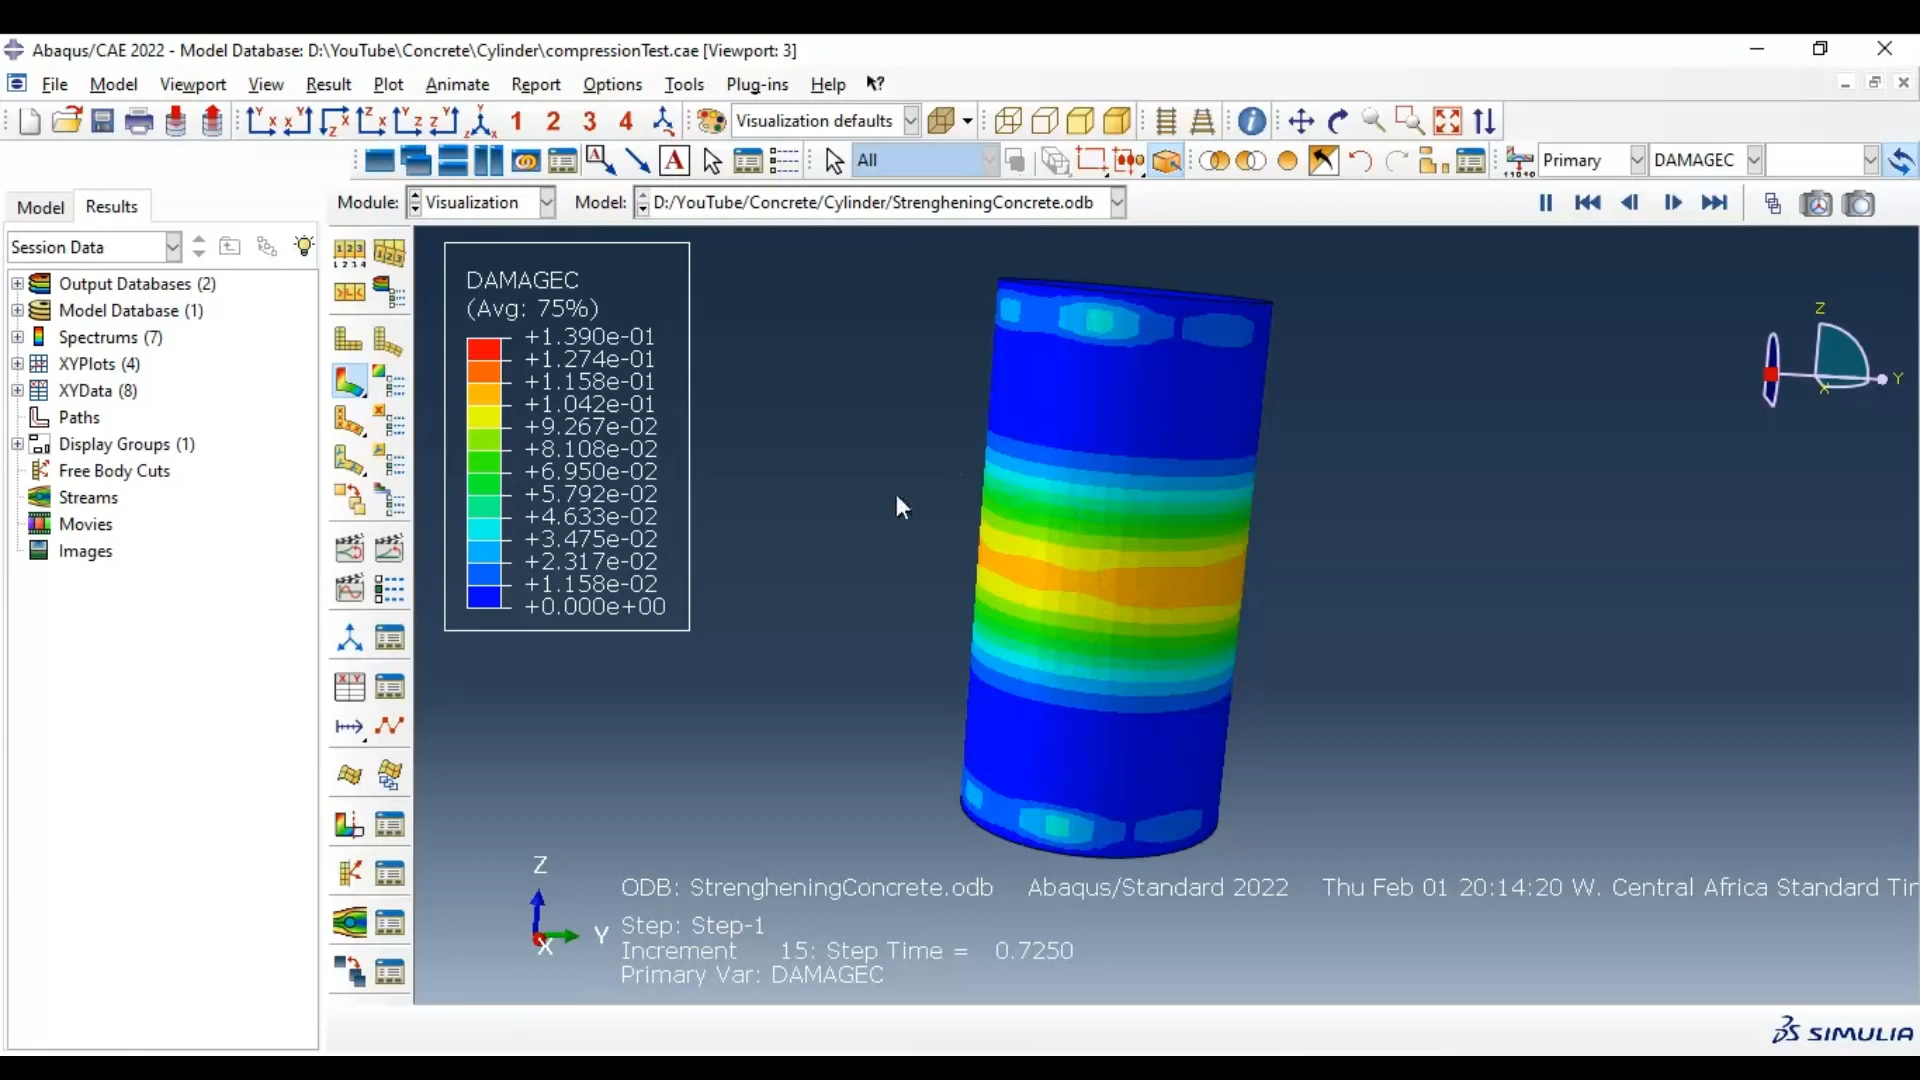 Abaqus/CAE 2022 - Model Database: D:\YouTube\Concrete\Cylinder\compressionTest.cae [Viewport: 3]
File Model Viewport View Result Plot Animate Report Options Tools Plug-ins Help
1 2 3 4 Visualization defaults
A A All Primary DAMAGEC
Model Results
Module: Visualization Model: D:/YouTube/Concrete/Cylinder/StrengheningConcrete.odb
Session Data
Output Databases (2)
Model Database (1)
Spectrums (7)
XYPlots (4)
XYData (8)
Paths
Display Groups (1)
Free Body Cuts
Streams
Movies
Images
DAMAGEC
(Avg: 75%)
+1.390e-01
+1.274e-01
+1.158e-01
+1.042e-01
+9.267e-02
+8.108e-02
+6.950e-02
+5.792e-02
+4.633e-02
+3.475e-02
+2.317e-02
+1.158e-02
+0.000e+00
Z
Y
X
Z
Y
X
ODB: StrengheningConcrete.odb Abaqus/Standard 2022 Thu Feb 01 20:14:20 W. Central Africa Standard Tir
Step: Step-1
Increment 15: Step Time = 0.7250
Primary Var: DAMAGEC
SIMULIA